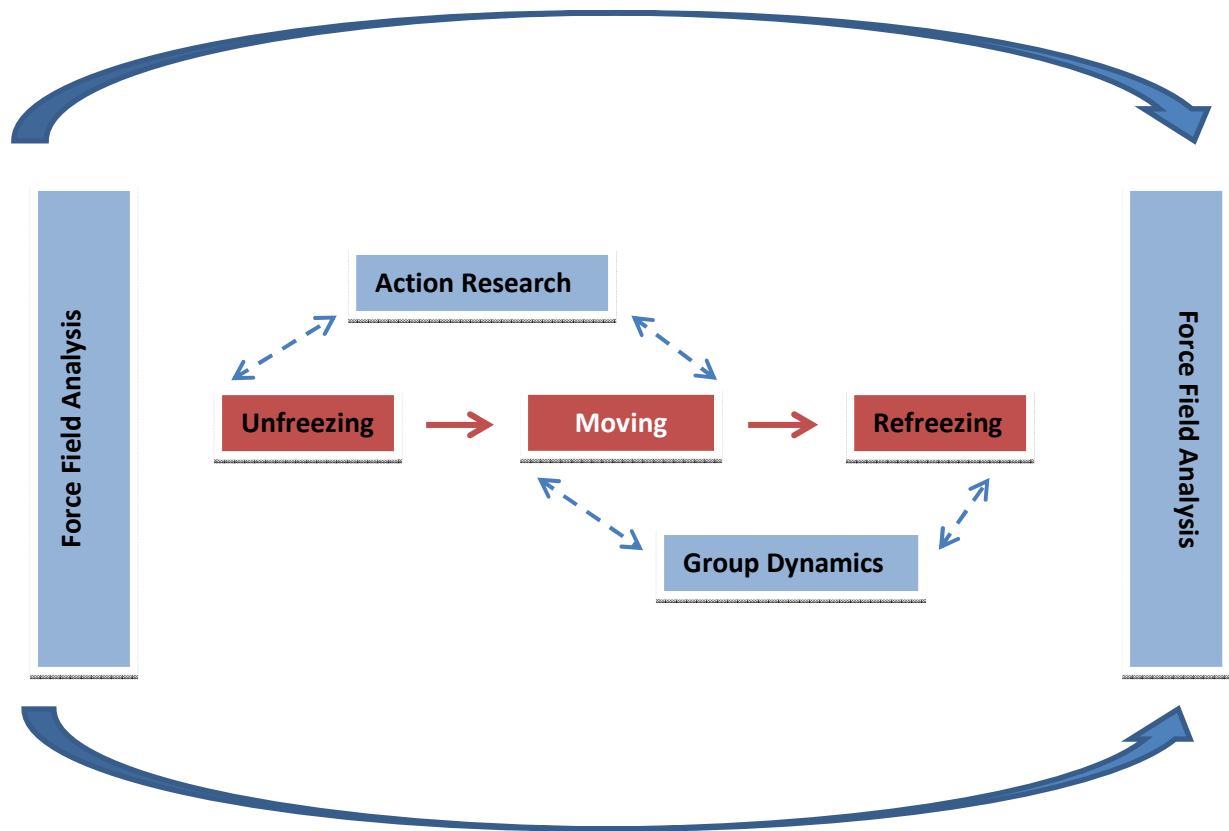 Force Field Analysis
Action Research
Unfreezing
Moving
Refreezing
Group Dynamics
Force Field Analysis